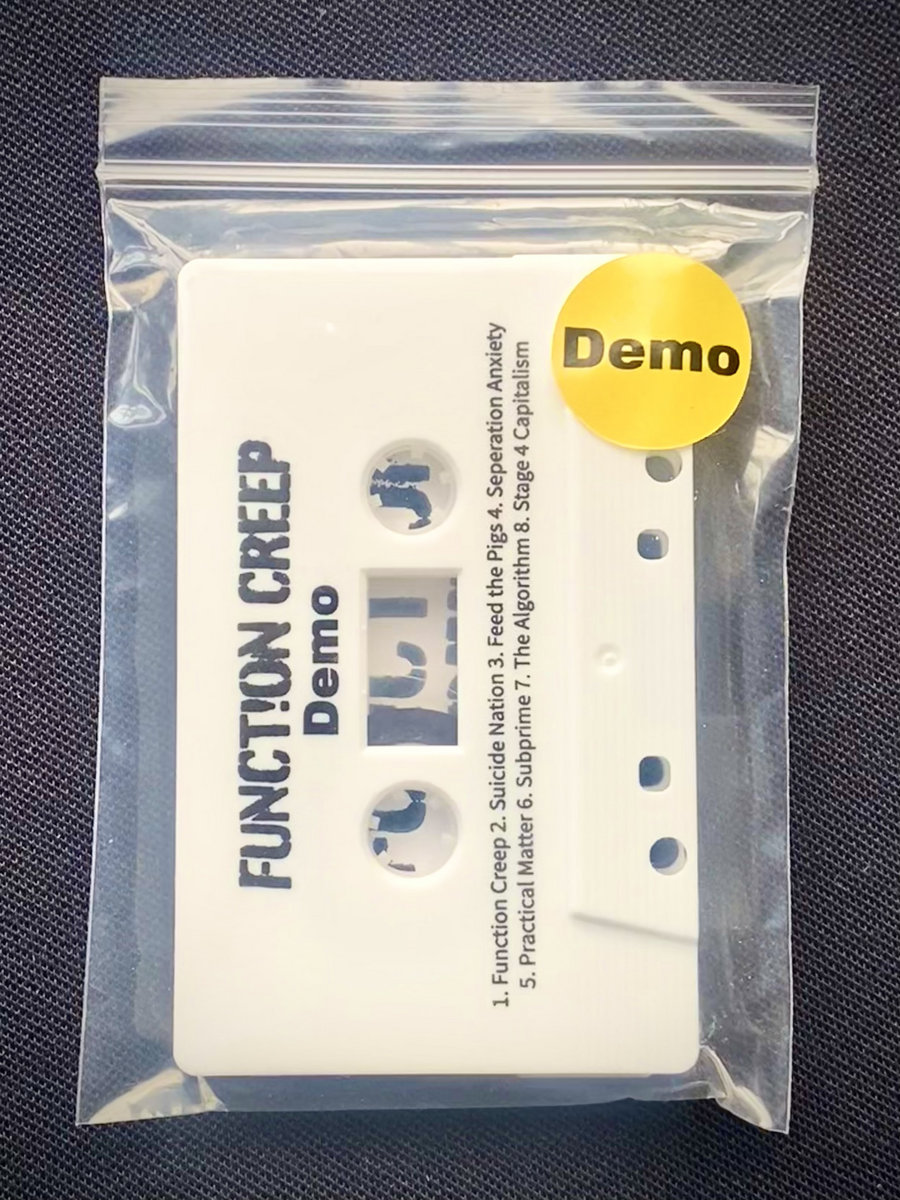 FUNCTION CREEP
Demo
1. Function Creep 2. Suicide Nation 3. Feed the Pigs 4. Seperation Anxiety
5. Practical Matter 6. Subprime 7. The Algorithm 8. Stage 4 Capitalism
Demo